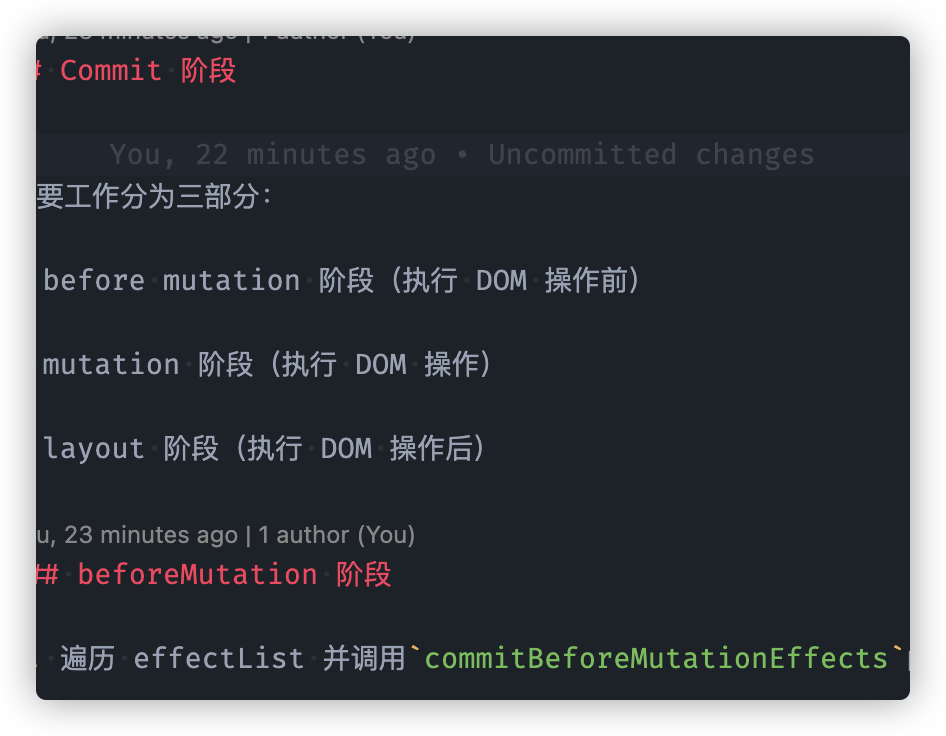 u, 23 minutes ago | 1 author (You)
# Commit 阶段
You, 22 minutes ago • Uncommitted changes
要工作分为三部分：
before mutation 阶段（执行 DOM 操作前）
mutation 阶段（执行 DOM 操作）
layout 阶段（执行 DOM 操作后）
u, 23 minutes ago | 1 author (You)
## beforeMutation 阶段
遍历 effectList 并调用`commitBeforeMutationEffects`